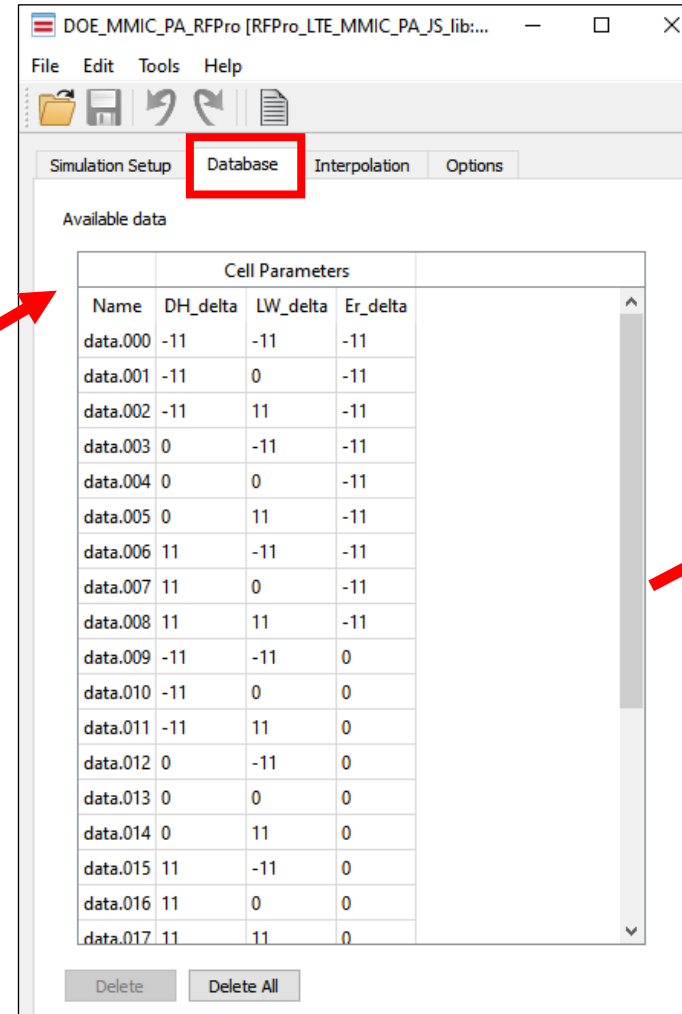 DOE_MMIC_PA_RFPro [RFPro_LTE_MMIC_PA_JS_lib:...
File Edit Tools Help
Simulation Setup Database Interpolation Options
Available data
Cell Parameters
Name DH_delta LW_delta Er_delta
data.000 -11 -11 -11
data.001 -11 0 -11
data.002 -11 11 -11
data.003 0 -11 -11
data.004 0 0 -11
data.005 0 11 -11
data.006 11 -11 -11
data.007 11 0 -11
data.008 11 11 -11
data.009 -11 -11 0
data.010 -11 0 0
data.011 -11 11 0
data.012 0 -11 0
data.013 0 0 0
data.014 0 11 0
data.015 11 -11 0
data.016 11 0 0
data.017 11 11 0
Delete Delete All